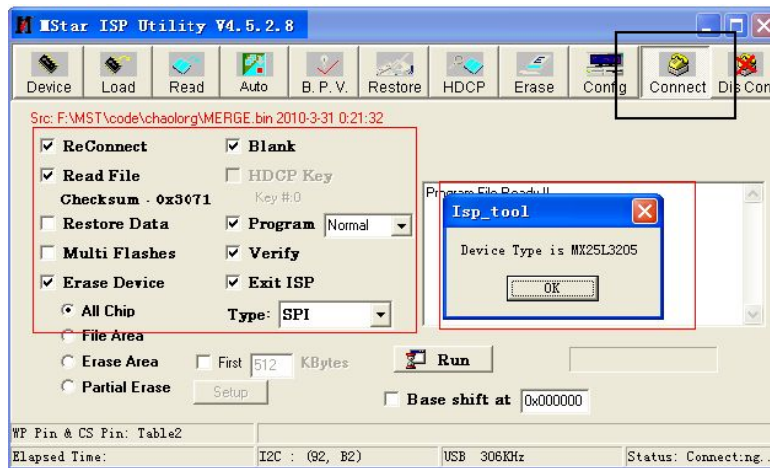 MStar ISP Utility V4.5.2.8
Device Load Read Auto B. P. V. Restore HDCP Erase Config Connect Dis Con
Src: F:\MST\code\chaolorg\MERGE.bin 2010-3-31 0:21:32
ReConnect Blank
Read File HDCP Key
Checksum - 0x3071 Key #:0
Program File Ready !!
Restore Data Program Normal
Isp_tool
Multi Flashes Verify
Device Type is MX25L3205
Erase Device Exit ISP
OK
All Chip Type: SPI
File Area
Erase Area First 512 KBytes Run
Partial Erase Setup
Base shift at 0x000000
WP Pin & CS Pin: Table2
Elapsed Time: I2C : (92, B2) USB 306KHz Status: Connecting..